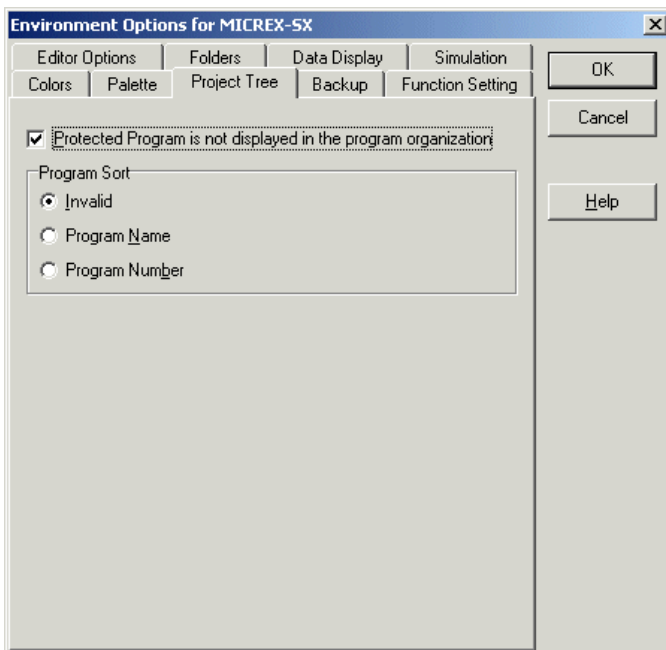 Environment Options for MICREX-SX
Editor Options Folders Data Display Simulation
Colors Palette Project Tree Backup Function Setting
OK
Cancel
Help
Protected Program is not displayed in the program organization
Program Sort
Invalid
Program Name
Program Number